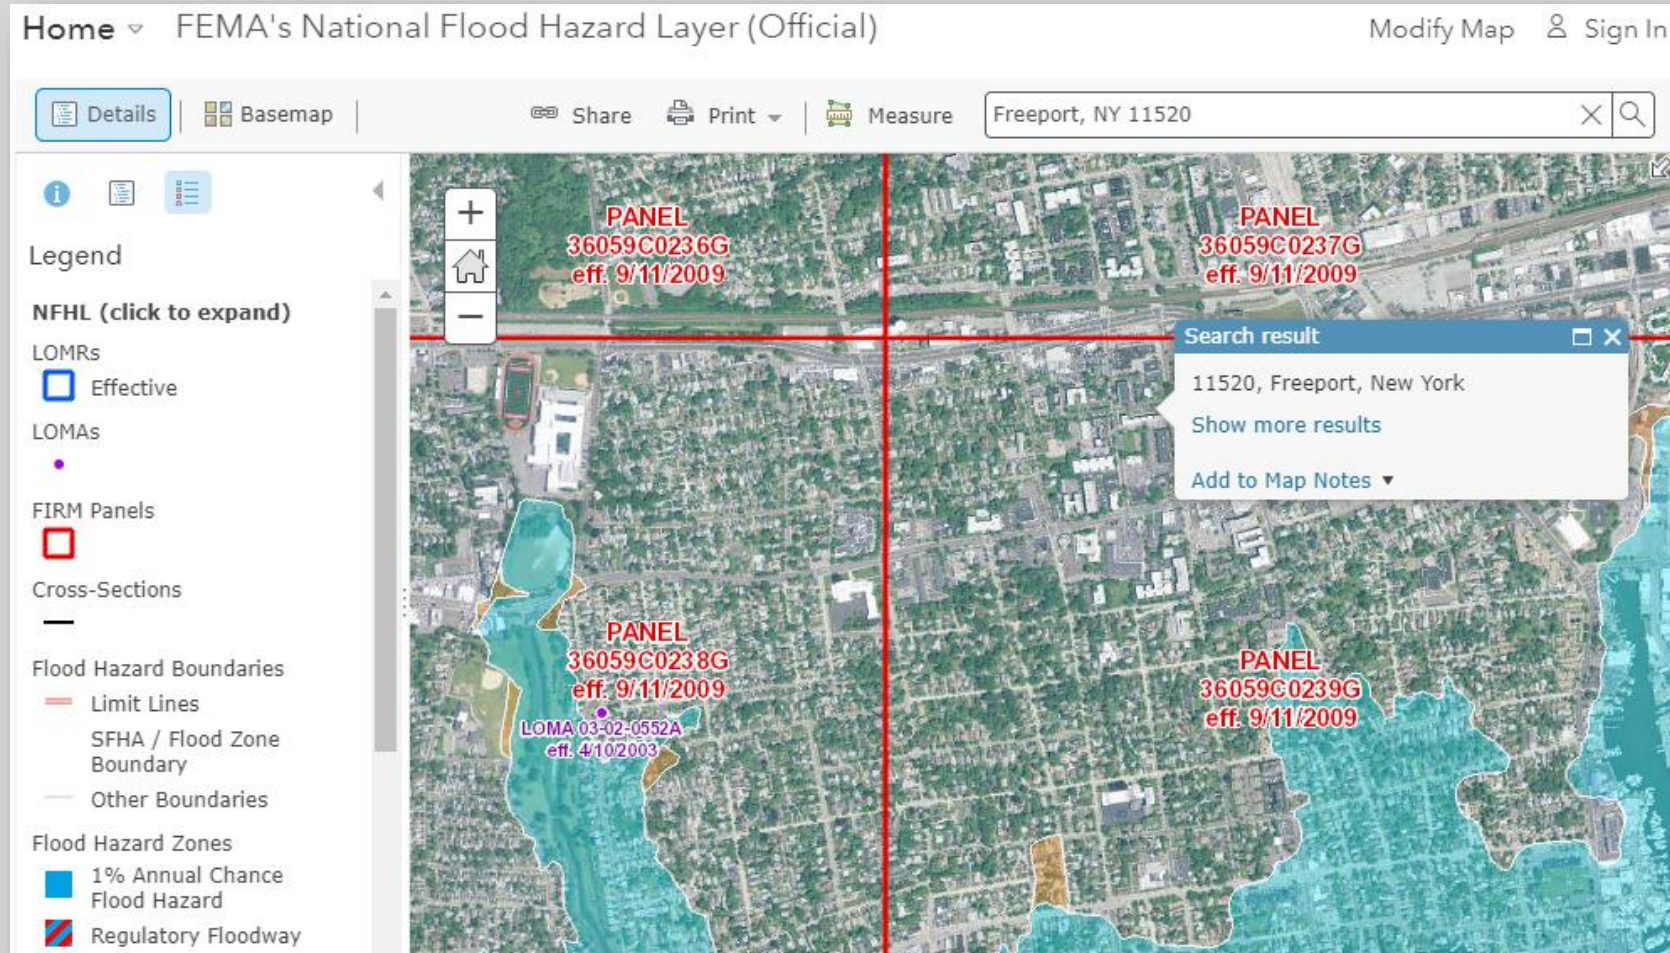 Home FEMA's National Flood Hazard Layer (Official) Modify Map Sign In
Details Basemap Share Print Measure Freeport, NY 11520
Legend
NFHL (click to expand)
LOMRs
Effective
LOMAs
FIRM Panels
Cross-Sections
Flood Hazard Boundaries
Limit Lines
SFHA / Flood Zone
Boundary
Other Boundaries
Flood Hazard Zones
1% Annual Chance
Flood Hazard
Regulatory Floodway
PANEL
36059C0236G
eff. 9/11/2009
PANEL
36059C0237G
eff. 9/11/2009
Search result
11520, Freeport, New York
Show more results
Add to Map Notes
PANEL
36059C0238G
eff. 9/11/2009
LOMA 03-02-0552A
eff. 4/10/2003
PANEL
36059C0239G
eff. 9/11/2009